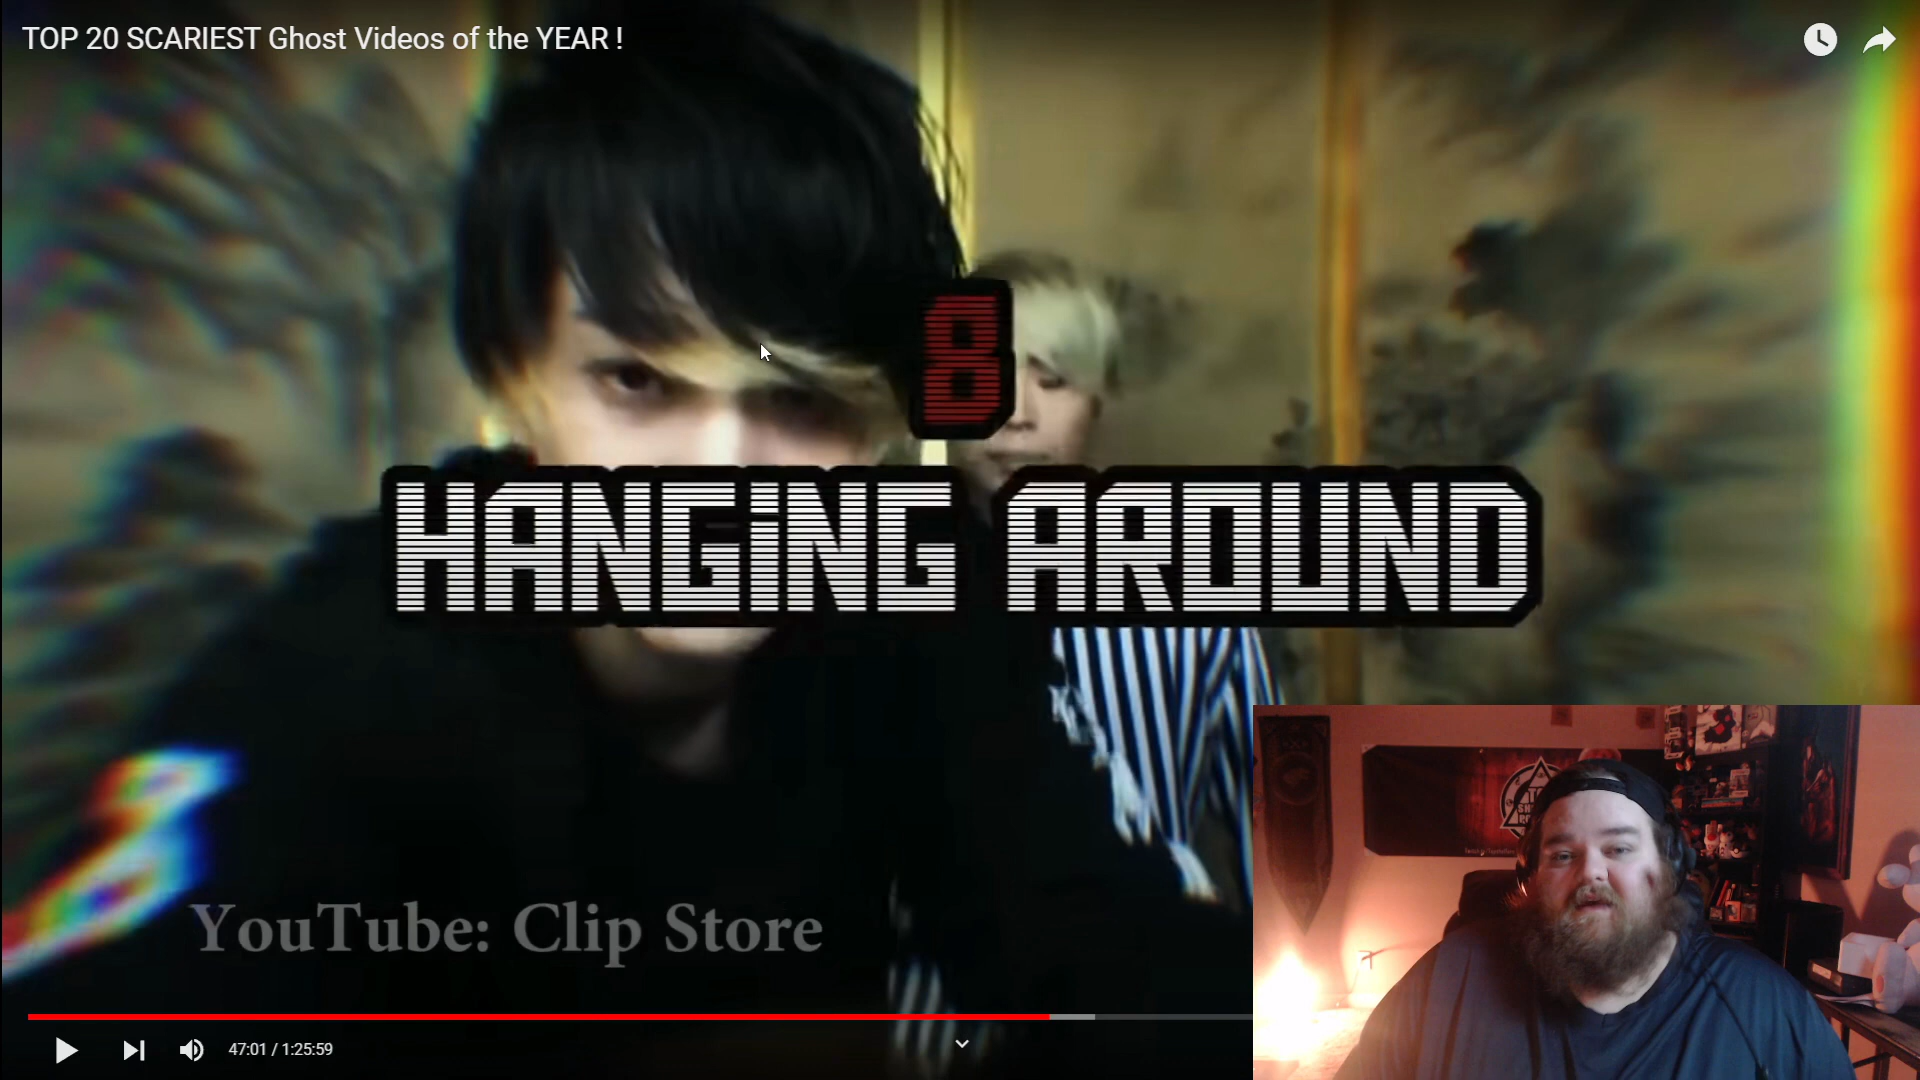 TOP 20 SCARIEST Ghost Videos of the YEAR !
8
HANGiNG AROUND
YouTube: Clip Store
47:01 / 1:25:59